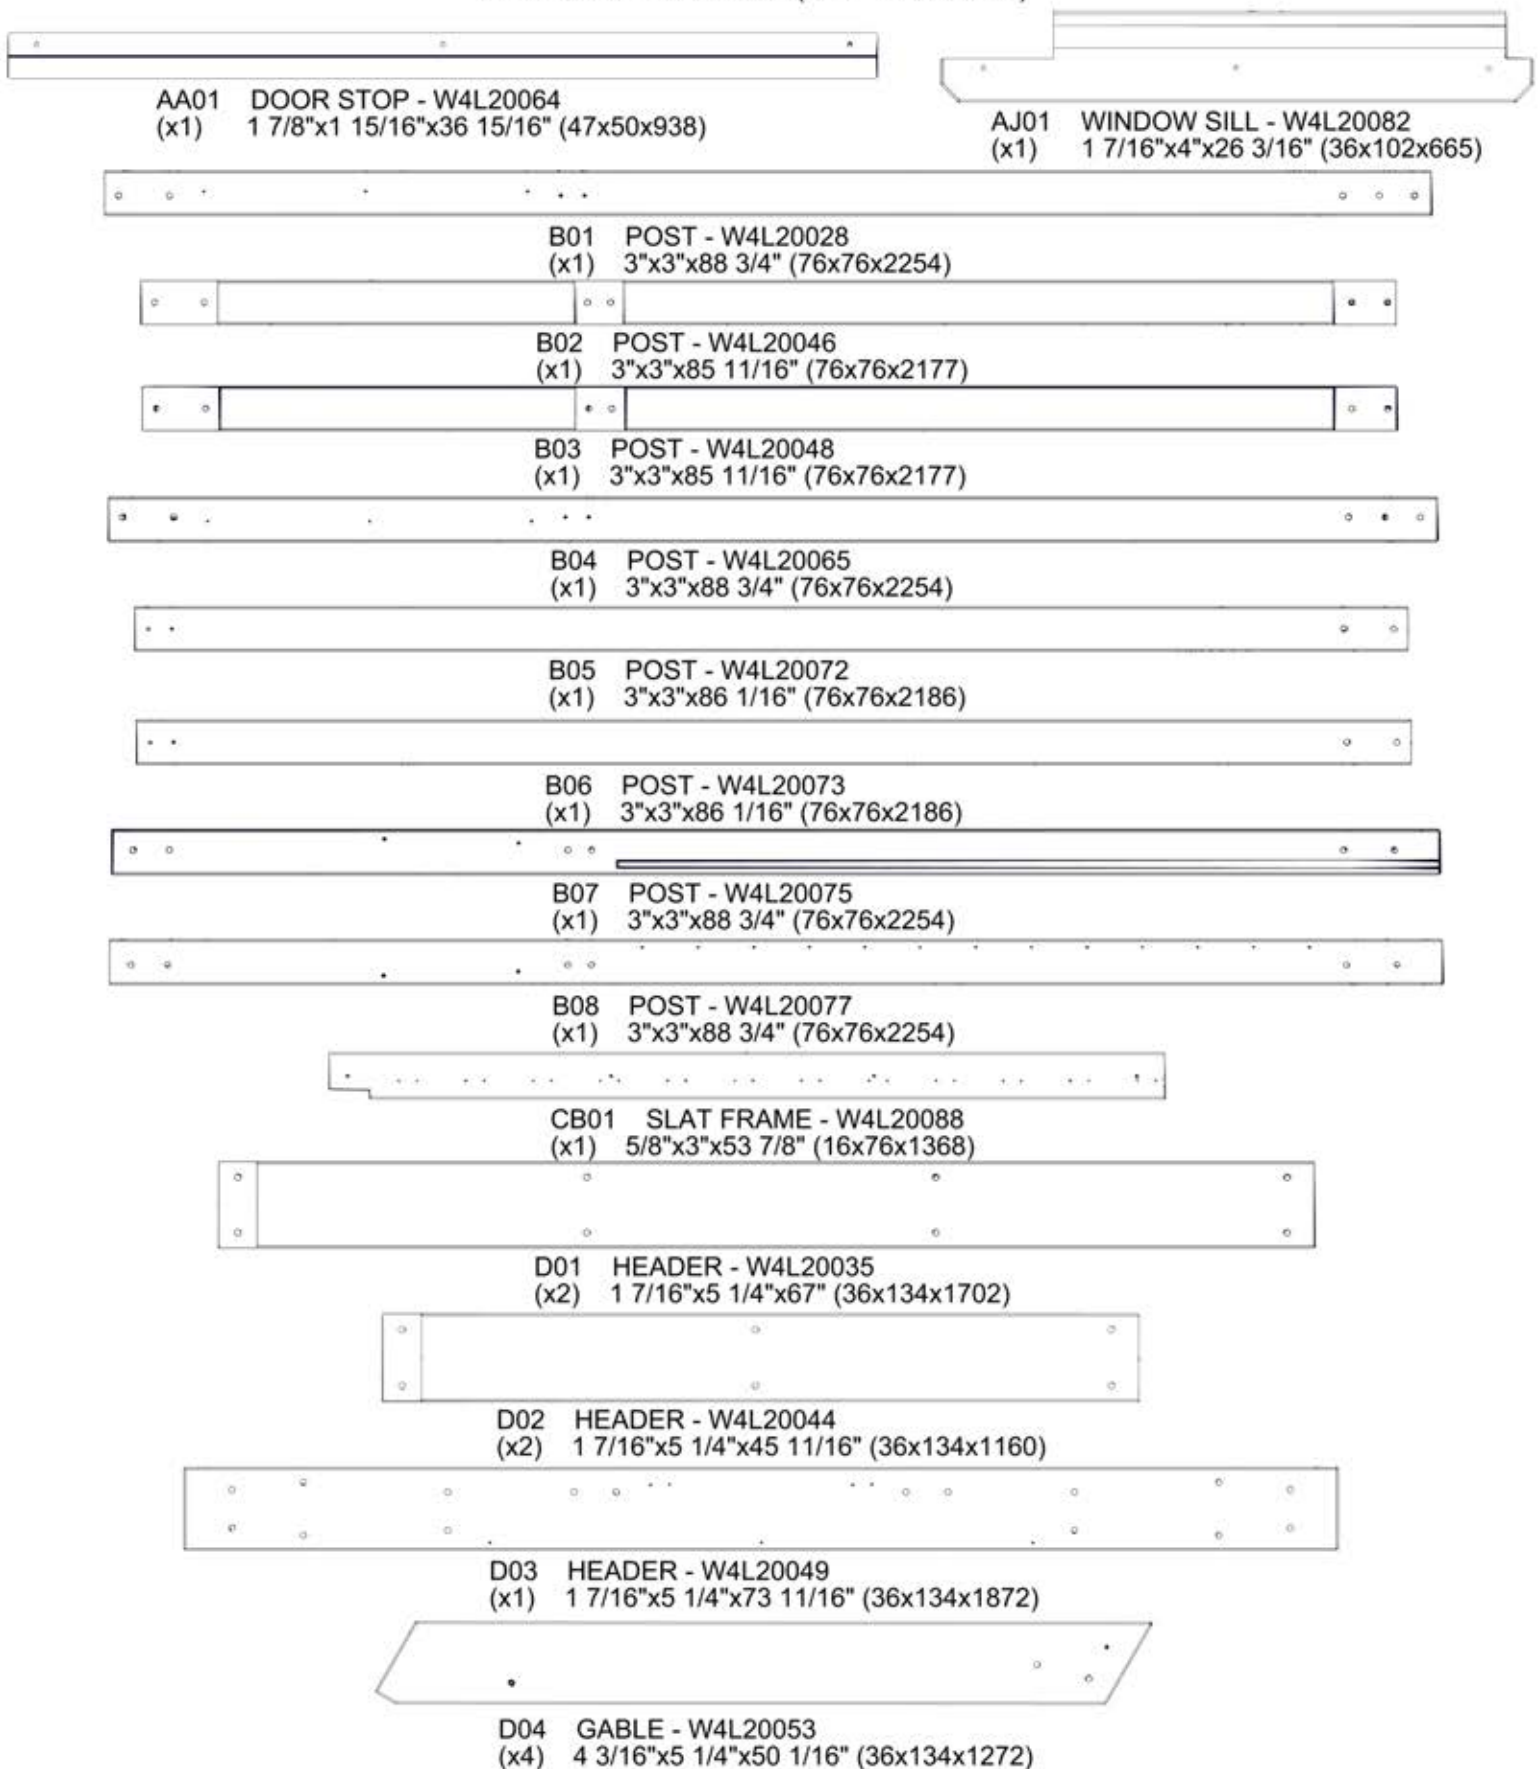 AA01 DOOR STOP - W4L20064
(x1) 1 7/8"x1 15/16"x36 15/16" (47x50x938)
AJ01 WINDOW SILL - W4L20082
(x1) 1 7/16"x4"x26 3/16" (36x102x665)
B01 POST - W4L20028
(x1) 3"x3"x88 3/4" (76x76x2254)
B02 POST - W4L20046
(x1) 3"x3"x85 11/16" (76x76x2177)
B03 POST - W4L20048
(x1) 3"x3"x85 11/16" (76x76x2177)
B04 POST - W4L20065
(x1) 3"x3"x88 3/4" (76x76x2254)
B05 POST - W4L20072
(x1) 3"x3"x86 1/16" (76x76x2186)
B06 POST - W4L20073
(x1) 3"x3"x86 1/16" (76x76x2186)
B07 POST - W4L20075
(x1) 3"x3"x88 3/4" (76x76x2254)
B08 POST - W4L20077
(x1) 3"x3"x88 3/4" (76x76x2254)
CB01 SLAT FRAME - W4L20088
(x1) 5/8"x3"x53 7/8" (16x76x1368)
D01 HEADER - W4L20035
(x2) 1 7/16"x5 1/4"x67" (36x134x1702)
D02 HEADER - W4L20044
(x2) 1 7/16"x5 1/4"x45 11/16" (36x134x1160)
D03 HEADER - W4L20049
(x1) 1 7/16"x5 1/4"x73 11/16" (36x134x1872)
D04 GABLE - W4L20053
(x4) 4 3/16"x5 1/4"x50 1/16" (36x134x1272)